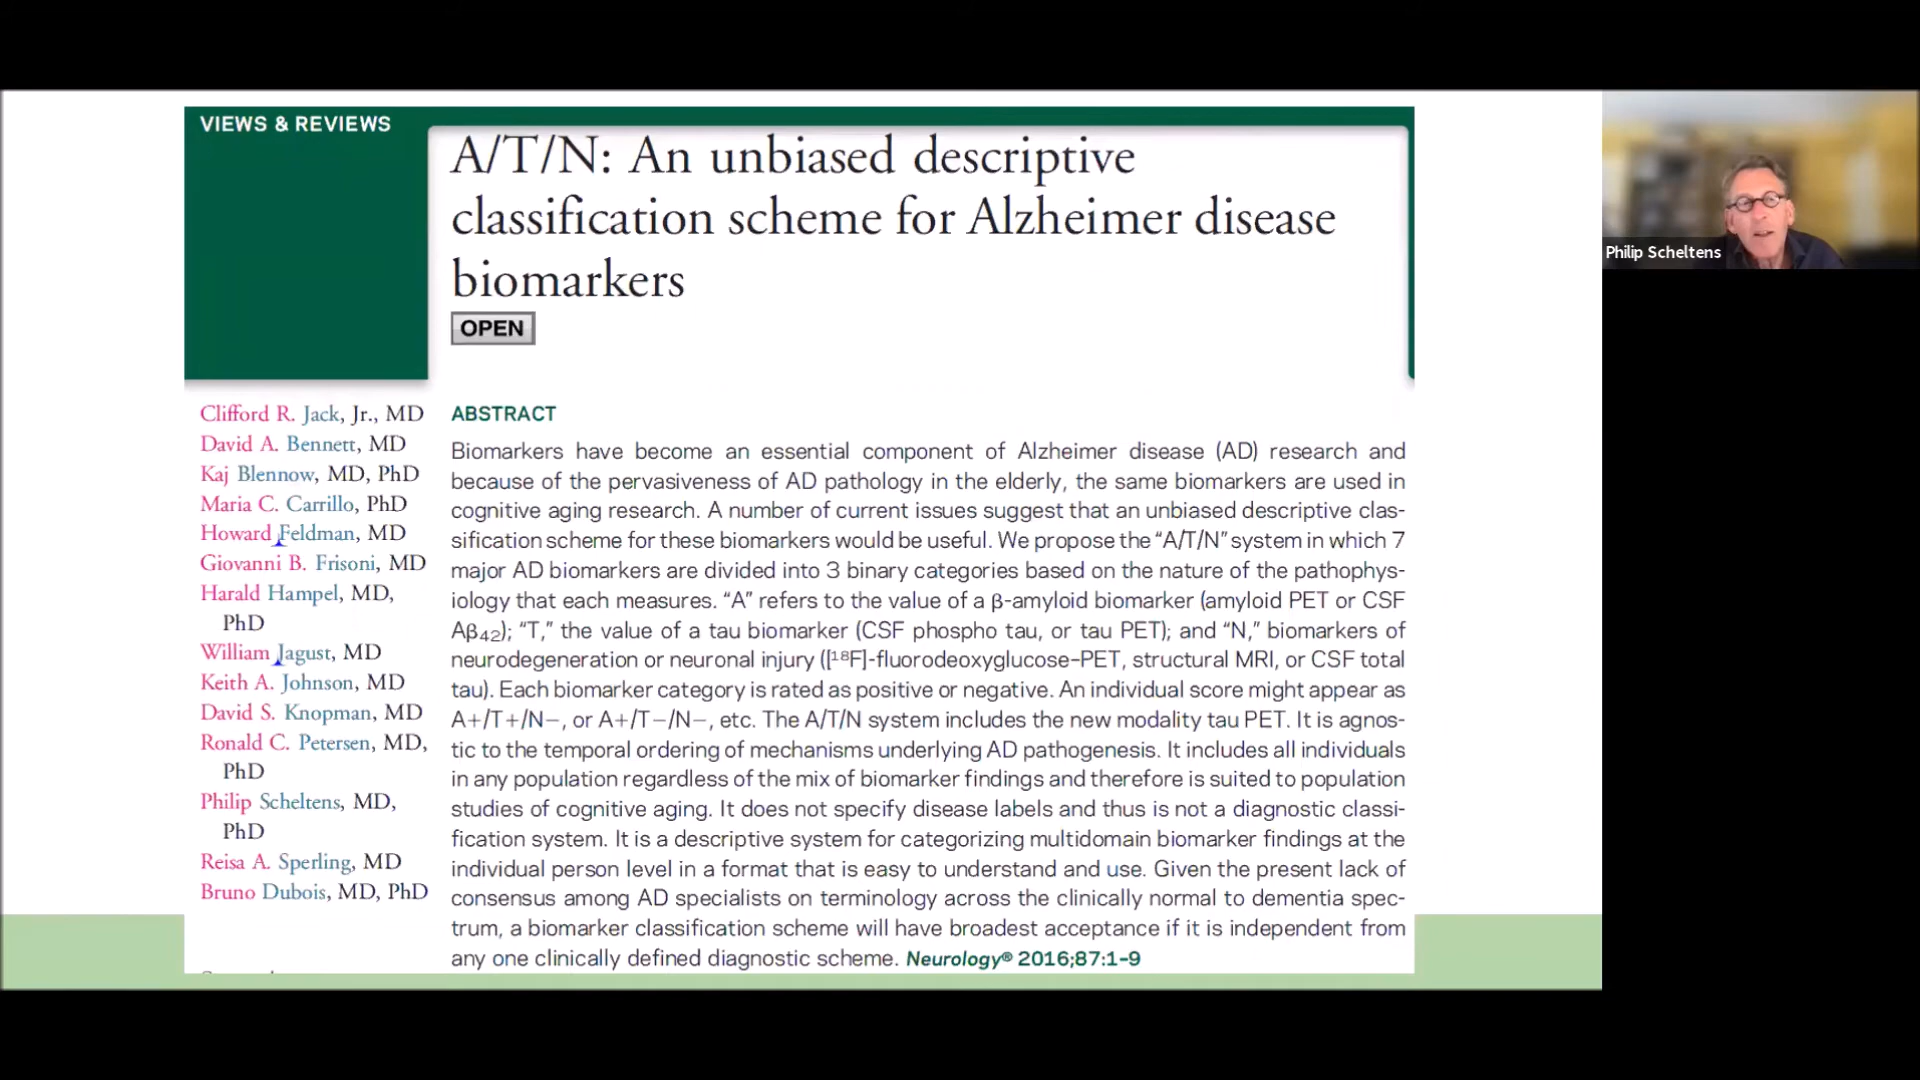 VIEWS & REVIEWS
A/T/N: An unbiased descriptive
classification scheme for Alzheimer disease
biomarkers
OPEN
Clifford R. Jack, Jr., MD
David A. Bennett, MD
Kaj Blennow, MD, PhD
Maria C. Carrillo, PhD
Howard Feldman, MD
Giovanni B. Frisoni, MD
Harald Hampel, MD,
PhD
William Jagust, MD
Keith A. Johnson, MD
David S. Knopman, MD
Ronald C. Petersen, MD,
PhD
Philip Scheltens, MD,
PhD
Reisa A. Sperling, MD
Bruno Dubois, MD, PhD
ABSTRACT
Biomarkers have become an essential component of Alzheimer disease (AD) research and
because of the pervasiveness of AD pathology in the elderly, the same biomarkers are used in
cognitive aging research. A number of current issues suggest that an unbiased descriptive clas-
sification scheme for these biomarkers would be useful. We propose the “A/T/N” system in which 7
major AD biomarkers are divided into 3 binary categories based on the nature of the pathophys-
iology that each measures. “A” refers to the value of a β-amyloid biomarker (amyloid PET or CSF
Aβ₄₂); “T,” the value of a tau biomarker (CSF phospho tau, or tau PET); and “N,” biomarkers of
neurodegeneration or neuronal injury ([¹⁸F]-fluorodeoxyglucose–PET, structural MRI, or CSF total
tau). Each biomarker category is rated as positive or negative. An individual score might appear as
A+/T+/N−, or A+/T−/N−, etc. The A/T/N system includes the new modality tau PET. It is agnos-
tic to the temporal ordering of mechanisms underlying AD pathogenesis. It includes all individuals
in any population regardless of the mix of biomarker findings and therefore is suited to population
studies of cognitive aging. It does not specify disease labels and thus is not a diagnostic classi-
fication system. It is a descriptive system for categorizing multidomain biomarker findings at the
individual person level in a format that is easy to understand and use. Given the present lack of
consensus among AD specialists on terminology across the clinically normal to dementia spec-
trum, a biomarker classification scheme will have broadest acceptance if it is independent from
any one clinically defined diagnostic scheme. Neurology® 2016;87:1–9
Philip Scheltens